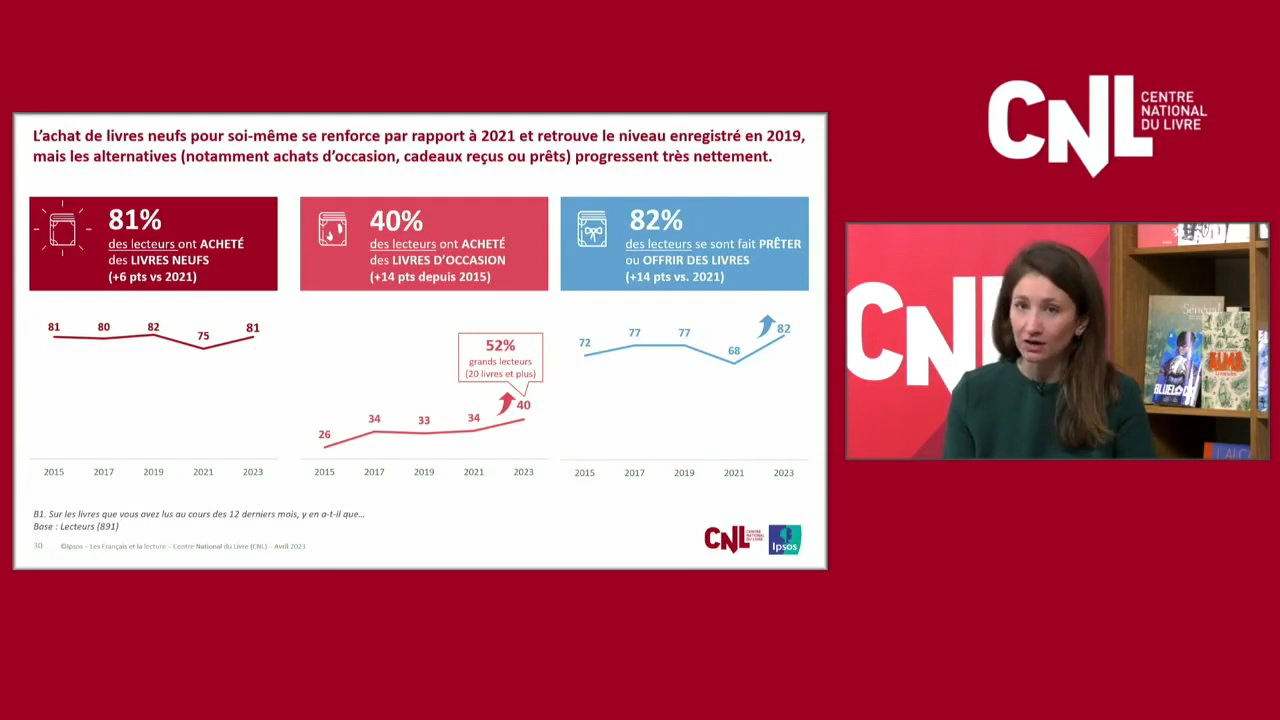 L'achat de livres neufs pour soi-même se renforce par rapport à 2021 et retrouve le niveau enregistré en 2019,
mais les alternatives (notamment achats d'occasion, cadeaux reçus ou prêts) progressent très nettement.
81%
des lecteurs ont ACHETÉ
des LIVRES NEUFS
(+6 pts vs 2021)
40%
des lecteurs ont ACHETÉ
des LIVRES D'OCCASION
(+14 pts depuis 2015)
82%
des lecteurs se sont fait PRÊTER
ou OFFRIR DES LIVRES
(+14 pts vs. 2021)
81 80 82 75 81
2015 2017 2019 2021 2023
52%
grands lecteurs
(20 livres et plus)
26 34 33 34 40
2015 2017 2019 2021 2023
72 77 77 68 82
2015 2017 2019 2021 2023
B1. Sur les livres que vous avez lus au cours des 12 derniers mois, y en a-t-il que...
Base : Lecteurs (891)
30 ©Ipsos – Les Français et la lecture – Centre National du Livre (CNL) – Avril 2023
CNL CENTRE NATIONAL DU LIVRE
Ipsos
CNL
CENTRE
NATIONAL
DU LIVRE
CNL
Sénégal
BLUELOCK